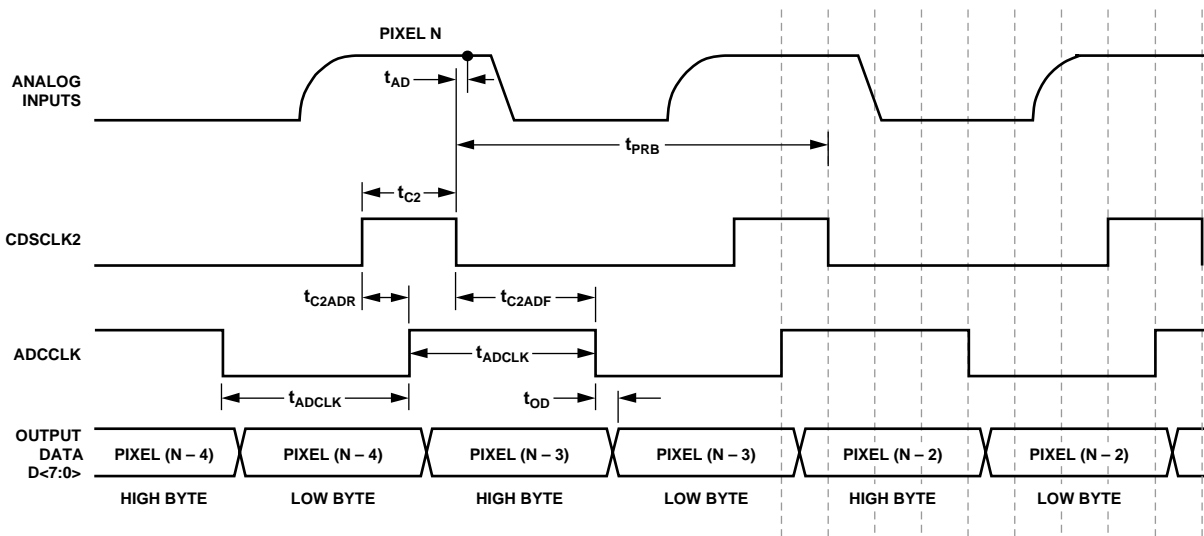 PIXEL N
ANALOG
INPUTS
tAD
tPRB
tC2
CDSCLK2
tC2ADR
tC2ADF
ADCCLK
tADCLK
tADCLK
tOD
OUTPUT
DATA
D<7:0>
PIXEL (N – 4)
PIXEL (N – 4)
PIXEL (N – 3)
PIXEL (N – 3)
PIXEL (N – 2)
PIXEL (N – 2)
HIGH BYTE
LOW BYTE
HIGH BYTE
LOW BYTE
HIGH BYTE
LOW BYTE